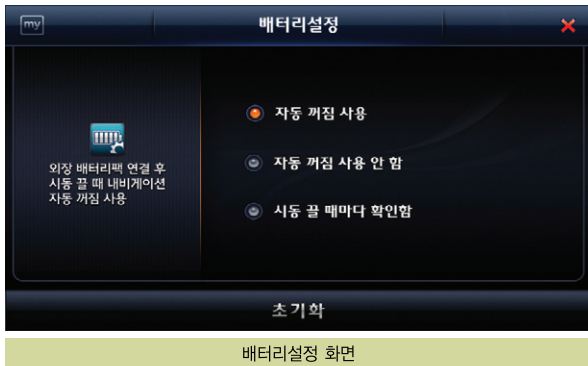 my
배터리설정
자동 꺼짐 사용
외장 배터리팩 연결 후
시동 끌 때 내비게이션
자동 꺼짐 사용
자동 꺼짐 사용 안 함
시동 끌 때마다 확인함
초기화
배터리설정 화면